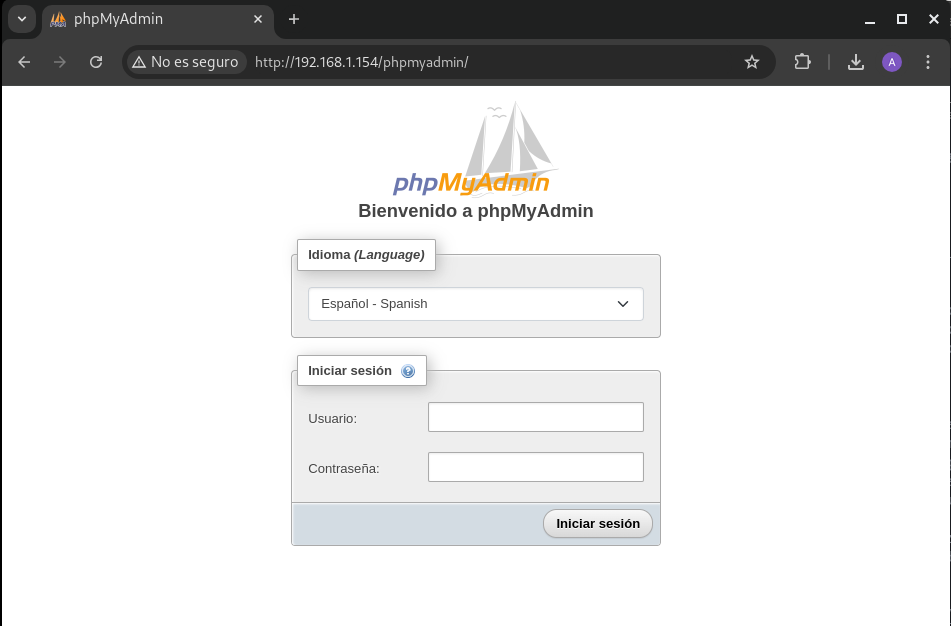 phpMyAdmin
No es seguro http://192.168.1.154/phpmyadmin/
A
phpMyAdmin
Bienvenido a phpMyAdmin
Idioma (Language)
Español - Spanish
Iniciar sesión ?
Usuario:
Contraseña:
Iniciar sesión